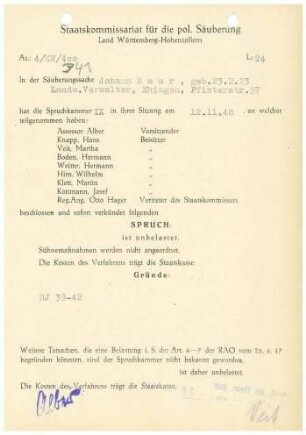 Staatskommissariat für die pol. Säuberung
Land Württemberg-Hohenzollern
Az: 4/XV/400 L: 24
In der Säuberungssache Johann Baur, geb. 23.2.23
Landw. Verwalter, Ehingen, Pfisterstr. 37
hat die Spruchkammer IX in ihrer Sitzung am 12.11.48 an welcher
teilgenommen haben:
Assessor Alber Vorsitzender
Knapp, Hans Beisitzer
Veit, Martha "
Boden, Hermann "
Weiter, Hermann "
Hirn, Wilhelm "
Klett, Martin "
Kottmann, Josef "
Reg.Ang. Otto Hager Vertreter des Staatskommissars
beschlossen und sofort verkündet folgenden
SPRUCH:
ist unbelastet.
Sühnemaßnahmen werden nicht angeordnet.
Die Kosten des Verfahrens trägt die Staatskasse.
Gründe:
HJ 39-42
Weitere Tatsachen, die eine Belastung i. S. der Art. 4—7 der RAO vom 25. 4. 47
begründen könnten, sind der Spruchkammer nicht bekannt geworden.
ist daher unbelastet.
Die Kosten des Verfahrens trägt die Staatskasse.
Alber
Veit